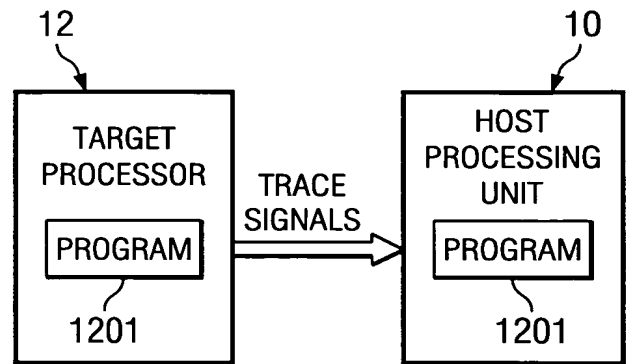 12
10
TARGET
PROCESSOR
PROGRAM
1201
TRACE
SIGNALS
HOST
PROCESSING
UNIT
PROGRAM
1201